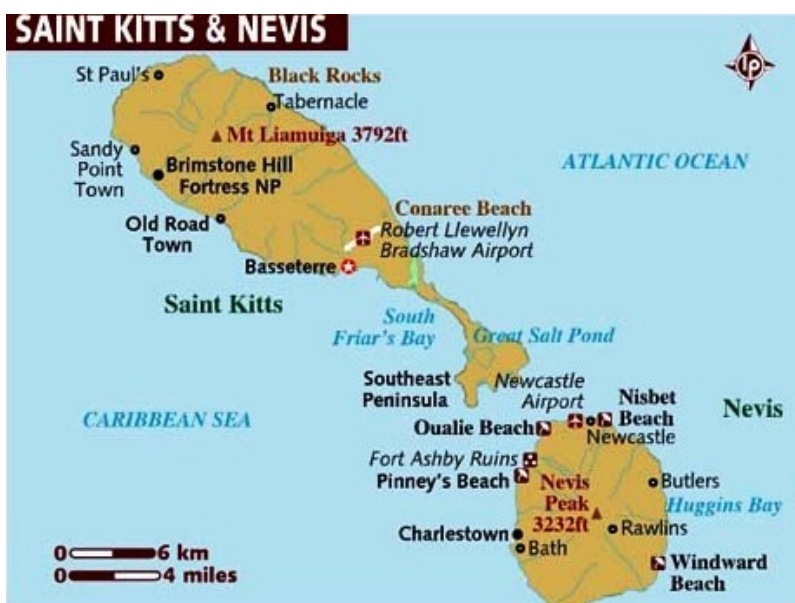 SAINT KITTS & NEVIS
lp
St Paul's
Black Rocks
Tabernacle
Mt Liamuiga 3792ft
Sandy
Point
Town
Brimstone Hill
Fortress NP
ATLANTIC OCEAN
Old Road
Town
Conaree Beach
Robert Llewellyn
Bradshaw Airport
Basseterre
Saint Kitts
South
Friar's Bay
Great Salt Pond
Southeast
Peninsula
Newcastle
Airport
Nisbet
Beach
Nevis
CARIBBEAN SEA
Oualie Beach
Newcastle
Fort Ashby Ruins
Pinney's Beach
Nevis
Peak
3232ft
Butlers
Huggins Bay
Charlestown
Rawlins
Bath
Windward
Beach
0 6 km
0 4 miles